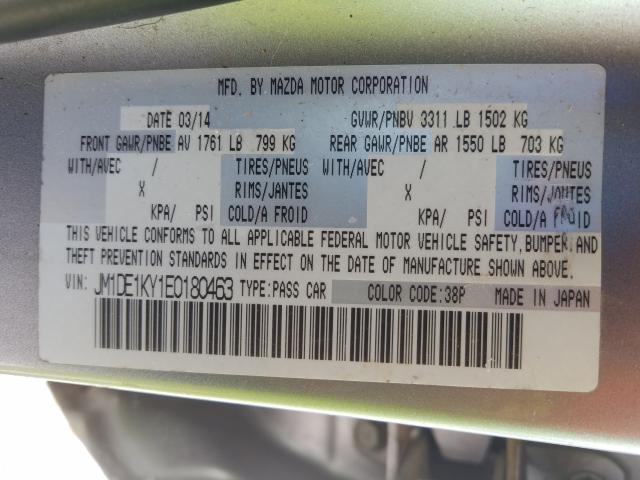 MFD. BY MAZDA MOTOR CORPORATION
DATE 03/14 GVWR/PNBV 3311 LB 1502 KG
FRONT GAWR/PNBE AV 1761 LB 799 KG REAR GAWR/PNBE AR 1550 LB 703 KG
WITH/AVEC / TIRES/PNEUS WITH/AVEC / TIRES/PNEUS
X RIMS/JANTES X RIMS/JANTES
KPA/ PSI COLD/A FROID KPA/ PSI COLD/A FROID
THIS VEHICLE CONFORMS TO ALL APPLICABLE FEDERAL MOTOR VEHICLE SAFETY, BUMPER, AND
THEFT PREVENTION STANDARDS IN EFFECT ON THE DATE OF MANUFACTURE SHOWN ABOVE.
VIN: JM1DE1KY1E0180463 TYPE:PASS CAR COLOR CODE:38P MADE IN JAPAN